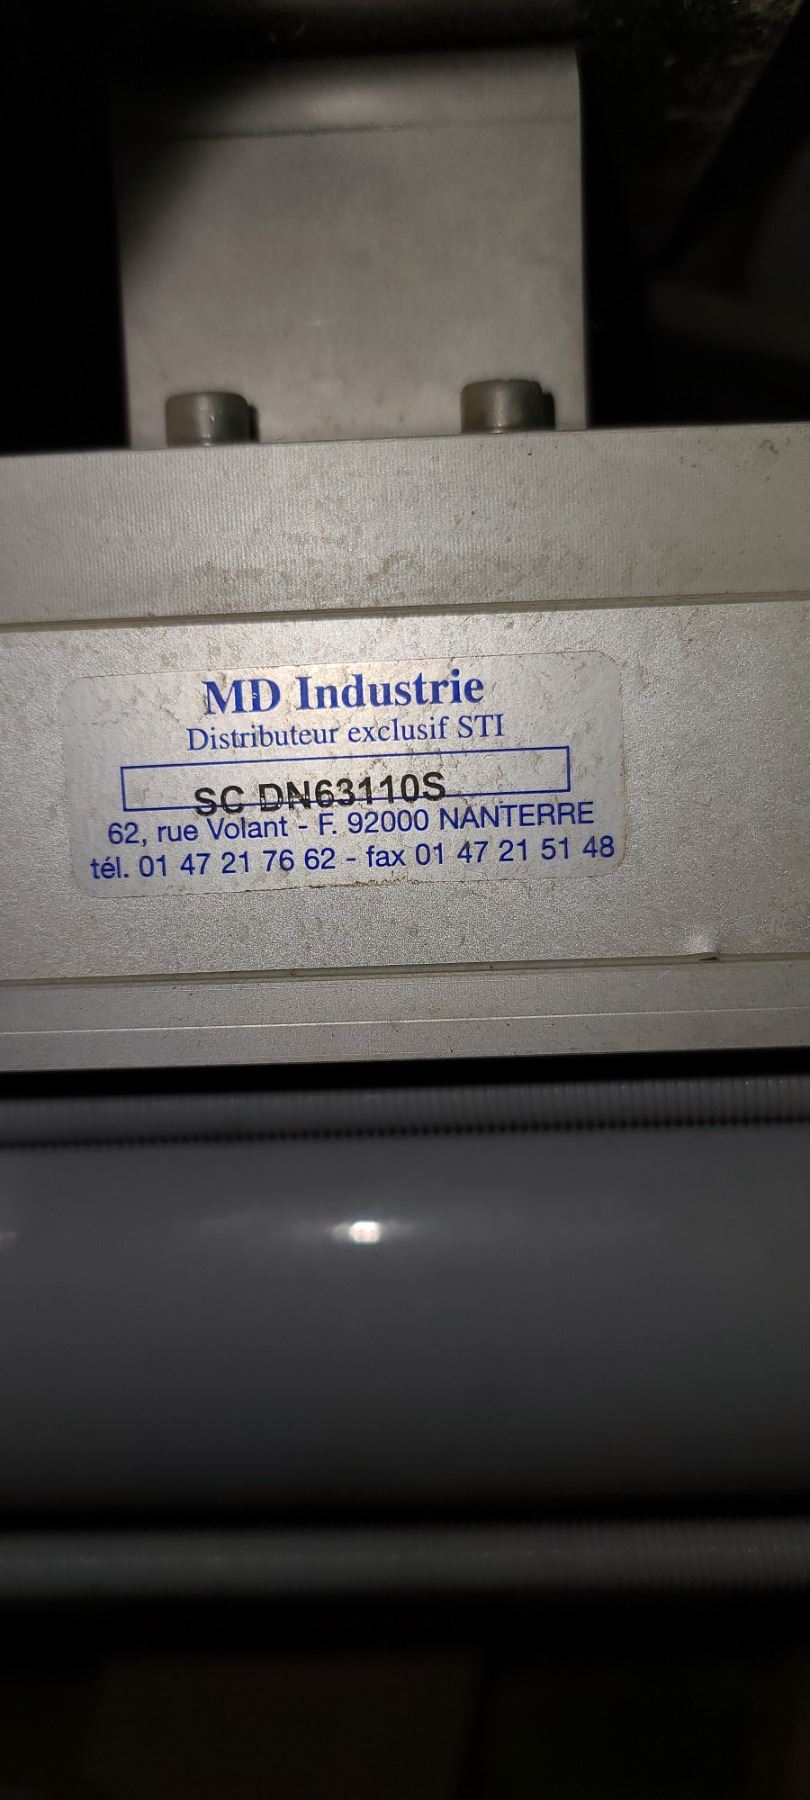 MD Industrie
Distributeur exclusif STI
SC DN63110S
62, rue Volant - F. 92000 NANTERRE
tél. 01 47 21 76 62 - fax 01 47 21 51 48